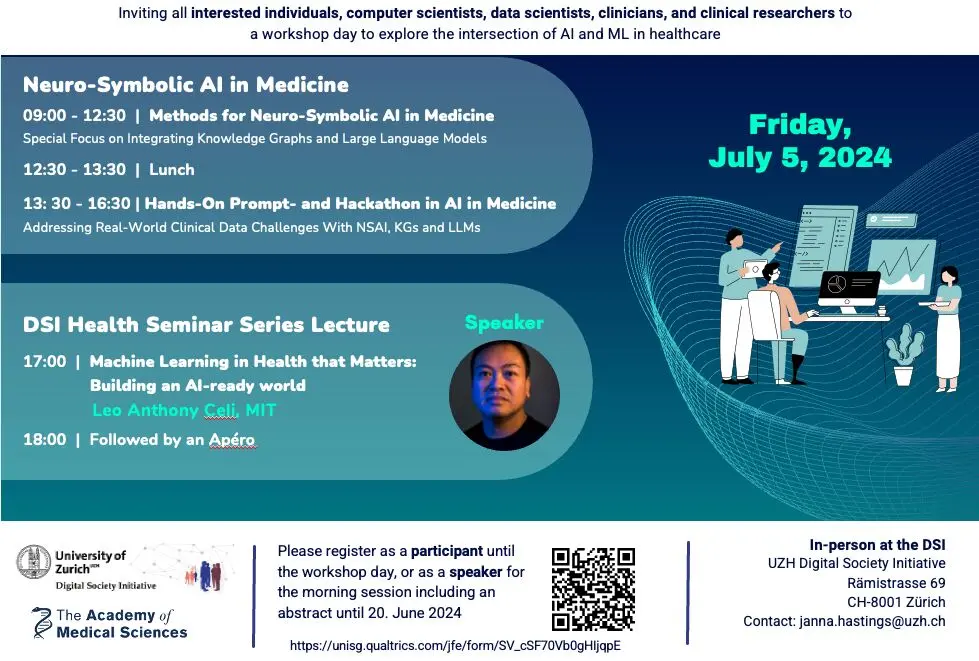 Inviting all interested individuals, computer scientists, data scientists, clinicians, and clinical researchers to
a workshop day to explore the intersection of AI and ML in healthcare
Neuro-Symbolic AI in Medicine
09:00 - 12:30 | Methods for Neuro-Symbolic AI in Medicine
Special Focus on Integrating Knowledge Graphs and Large Language Models
12:30 - 13:30 | Lunch
13: 30 - 16:30 | Hands-On Prompt- and Hackathon in AI in Medicine
Addressing Real-World Clinical Data Challenges With NSAI, KGs and LLMs
Friday,
July 5, 2024
DSI Health Seminar Series Lecture
Speaker
17:00 | Machine Learning in Health that Matters:
Building an AI-ready world
Leo Anthony Celi, MIT
18:00 | Followed by an Apéro
University of
Zurich UZH
Digital Society Initiative
The Academy of
Medical Sciences
Please register as a participant until
the workshop day, or as a speaker for
the morning session including an
abstract until 20. June 2024
https://unisg.qualtrics.com/jfe/form/SV_cSF70Vb0gHIjqpE
In-person at the DSI
UZH Digital Society Initiative
Rämistrasse 69
CH-8001 Zürich
Contact: janna.hastings@uzh.ch